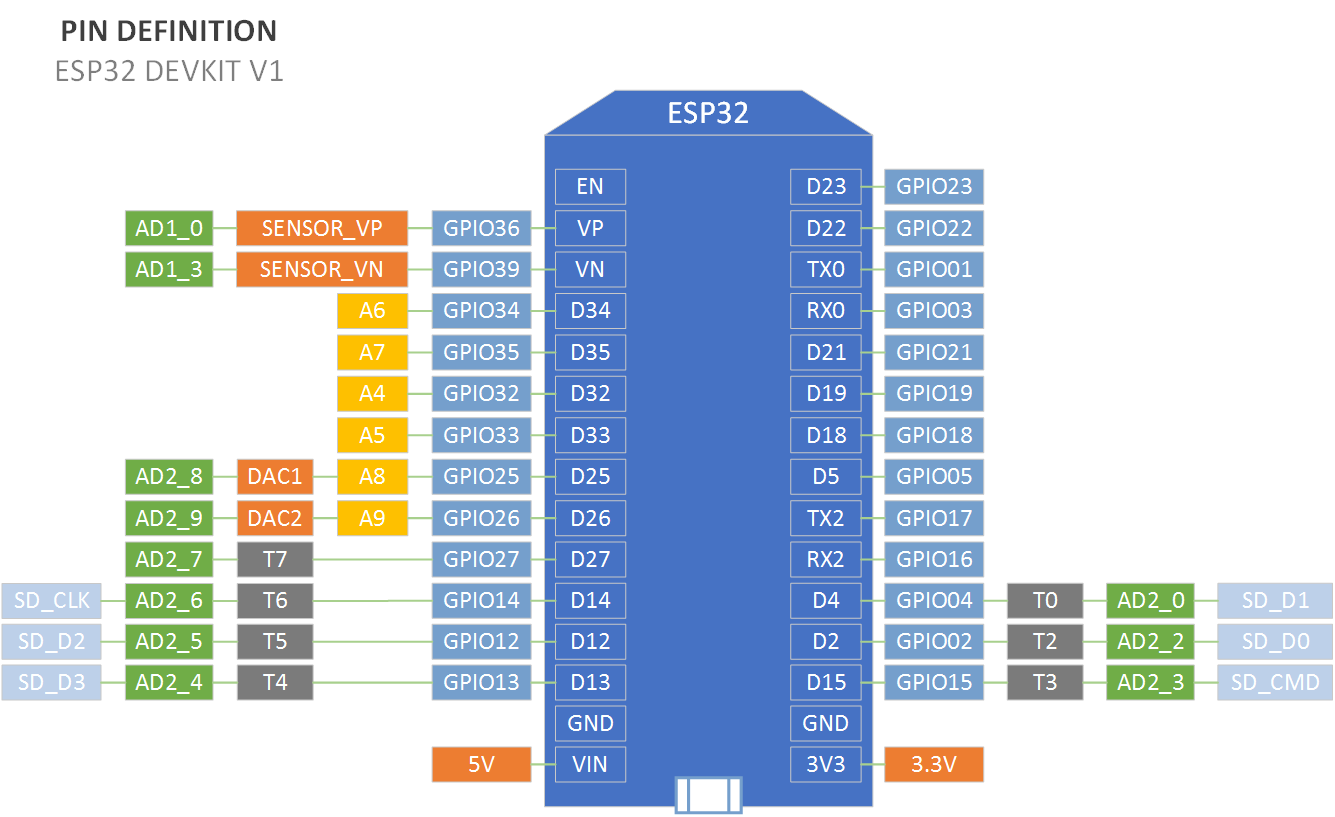 PIN DEFINITION
ESP32 DEVKIT V1
ESP32
EN D23 GPIO23
AD1_0 SENSOR_VP GPIO36 VP D22 GPIO22
AD1_3 SENSOR_VN GPIO39 VN TX0 GPIO01
A6 GPIO34 D34 RX0 GPIO03
A7 GPIO35 D35 D21 GPIO21
A4 GPIO32 D32 D19 GPIO19
A5 GPIO33 D33 D18 GPIO18
AD2_8 DAC1 A8 GPIO25 D25 D5 GPIO05
AD2_9 DAC2 A9 GPIO26 D26 TX2 GPIO17
AD2_7 T7 GPIO27 D27 RX2 GPIO16
SD_CLK AD2_6 T6 GPIO14 D14 D4 GPIO04 T0 AD2_0 SD_D1
SD_D2 AD2_5 T5 GPIO12 D12 D2 GPIO02 T2 AD2_2 SD_D0
SD_D3 AD2_4 T4 GPIO13 D13 D15 GPIO15 T3 AD2_3 SD_CMD
GND GND
5V VIN 3V3 3.3V